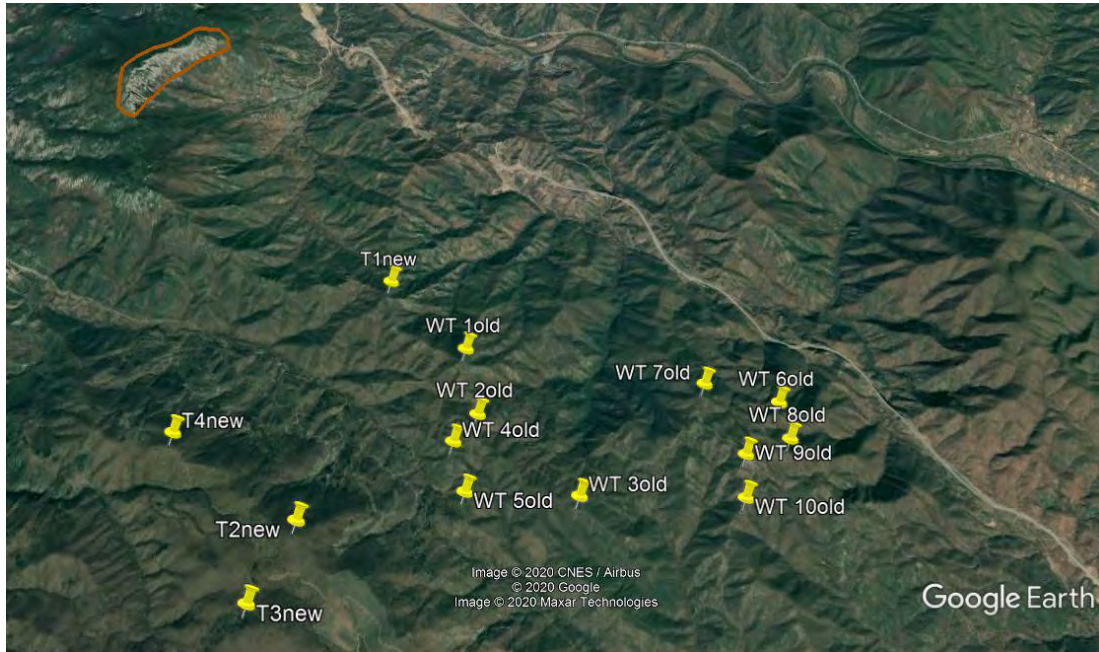 T1new
WT 1old
WT 7old
WT 6old
WT 2old
WT 8old
T4new
WT 4old
WT 9old
WT 3old
WT 5old
WT 10old
T2new
Image © 2020 CNES / Airbus
© 2020 Google
Image © 2020 Maxar Technologies
Google Earth
T3new